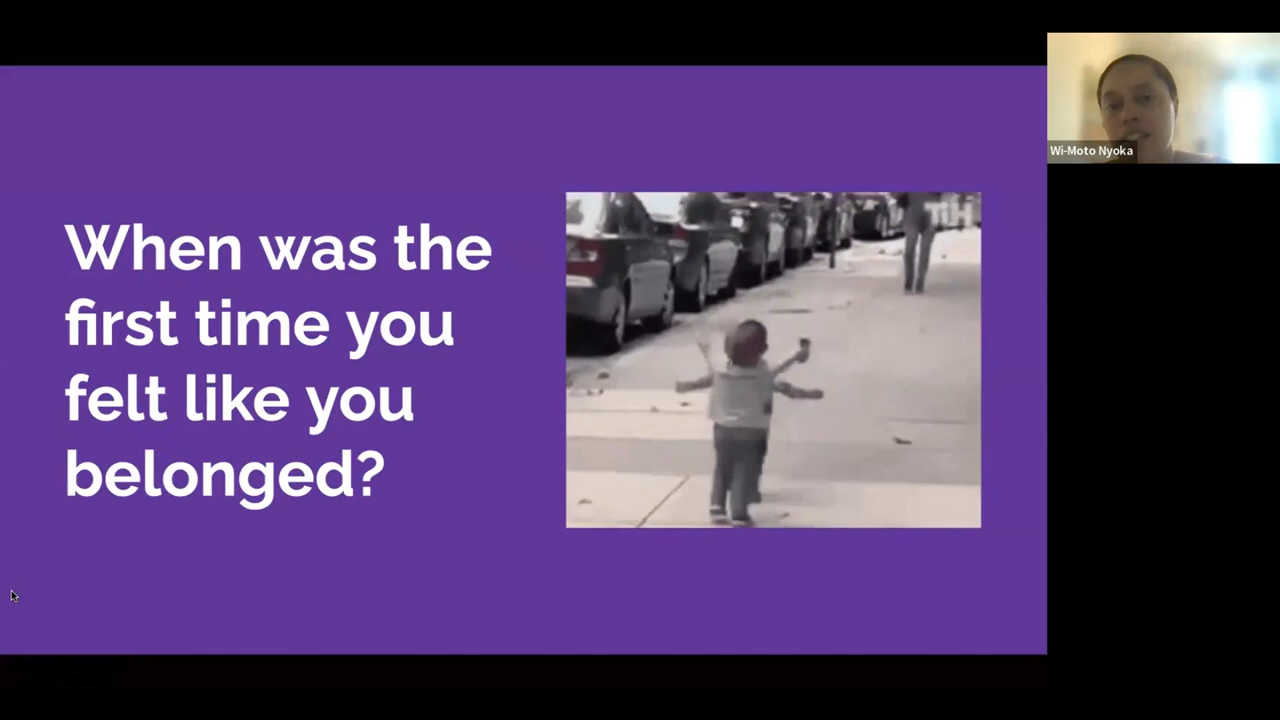 When was the
first time you
felt like you
belonged?
Wi-Moto Nyoka